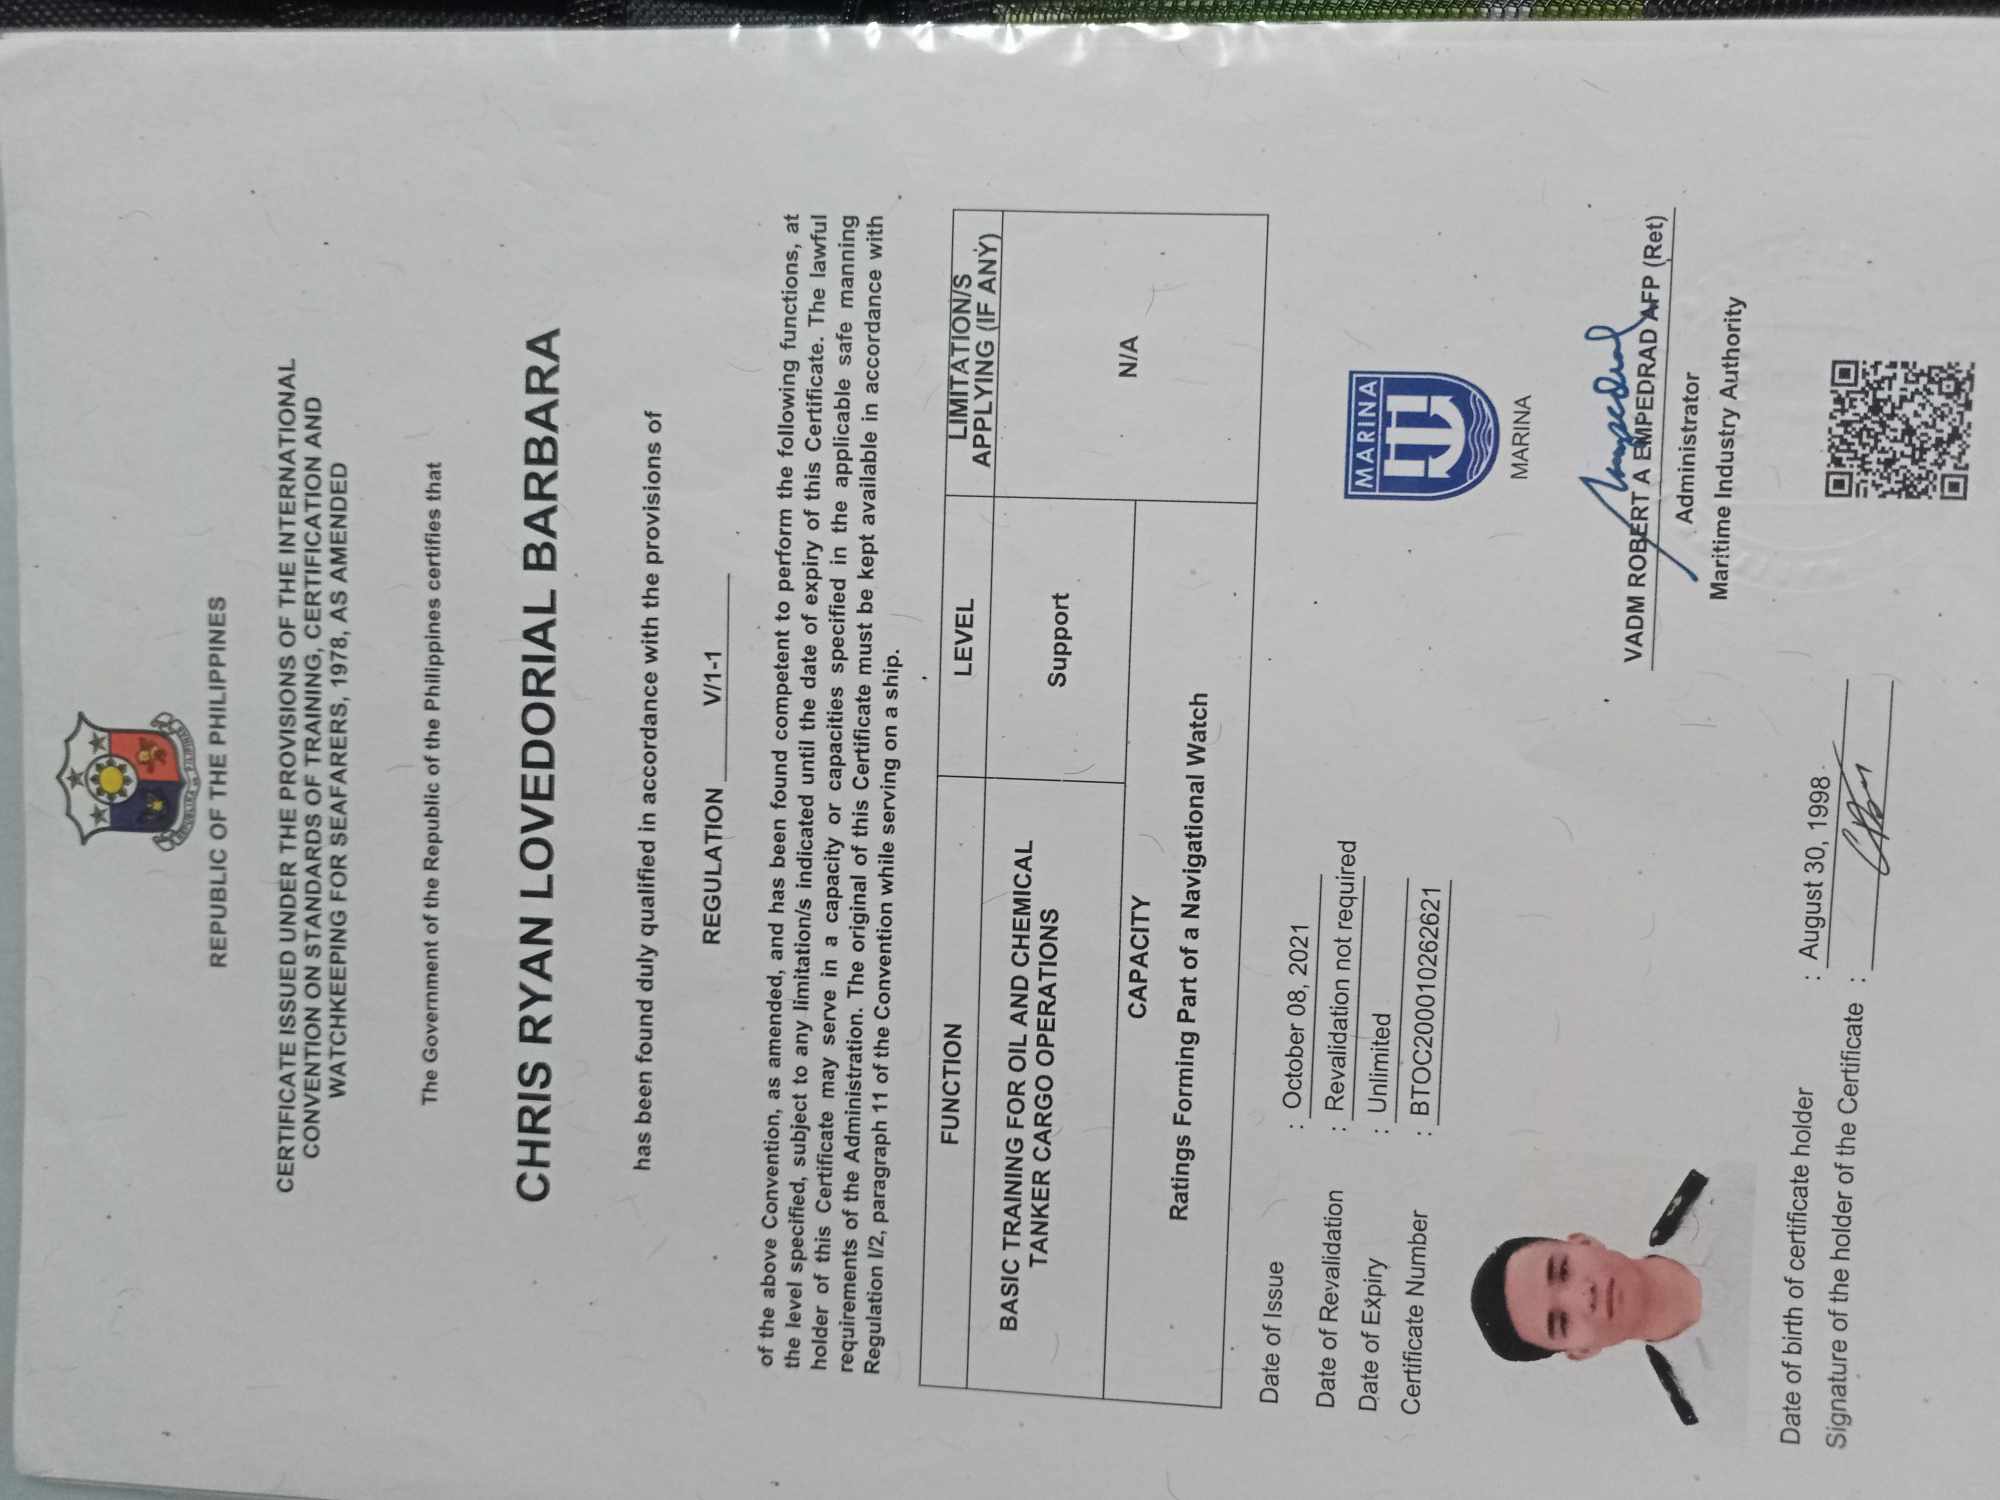 REPUBLIC OF THE PHILIPPINES
CERTIFICATE ISSUED UNDER THE PROVISIONS OF THE INTERNATIONAL
CONVENTION ON STANDARDS OF TRAINING, CERTIFICATION AND
WATCHKEEPING FOR SEAFARERS, 1978, AS AMENDED
The Government of the Republic of the Philippines certifies that
CHRIS RYAN LOVEDORIAL BARBARA
has been found duly qualified in accordance with the provisions of
REGULATION V/1-1
of the above Convention, as amended, and has been found competent to perform the following functions, at
the level specified, subject to any limitation/s indicated until the date of expiry of this Certificate. The lawful
holder of this Certificate may serve in a capacity or capacities specified in the applicable safe manning
requirements of the Administration. The original of this Certificate must be kept available in accordance with
Regulation I/2, paragraph 11 of the Convention while serving on a ship.
FUNCTION LEVEL LIMITATION/S
APPLYING (IF ANY)
BASIC TRAINING FOR OIL AND CHEMICAL
TANKER CARGO OPERATIONS
Support
N/A
CAPACITY
Ratings Forming Part of a Navigational Watch
Date of Issue : October 08, 2021
Date of Revalidation : Revalidation not required
Date of Expiry : Unlimited
Certificate Number : BTOC200010262621
MARINA
MARINA
VADM ROBERT A EMPEDRAD AFP (Ret)
Administrator
Maritime Industry Authority
Date of birth of certificate holder : August 30, 1998
Signature of the holder of the Certificate :